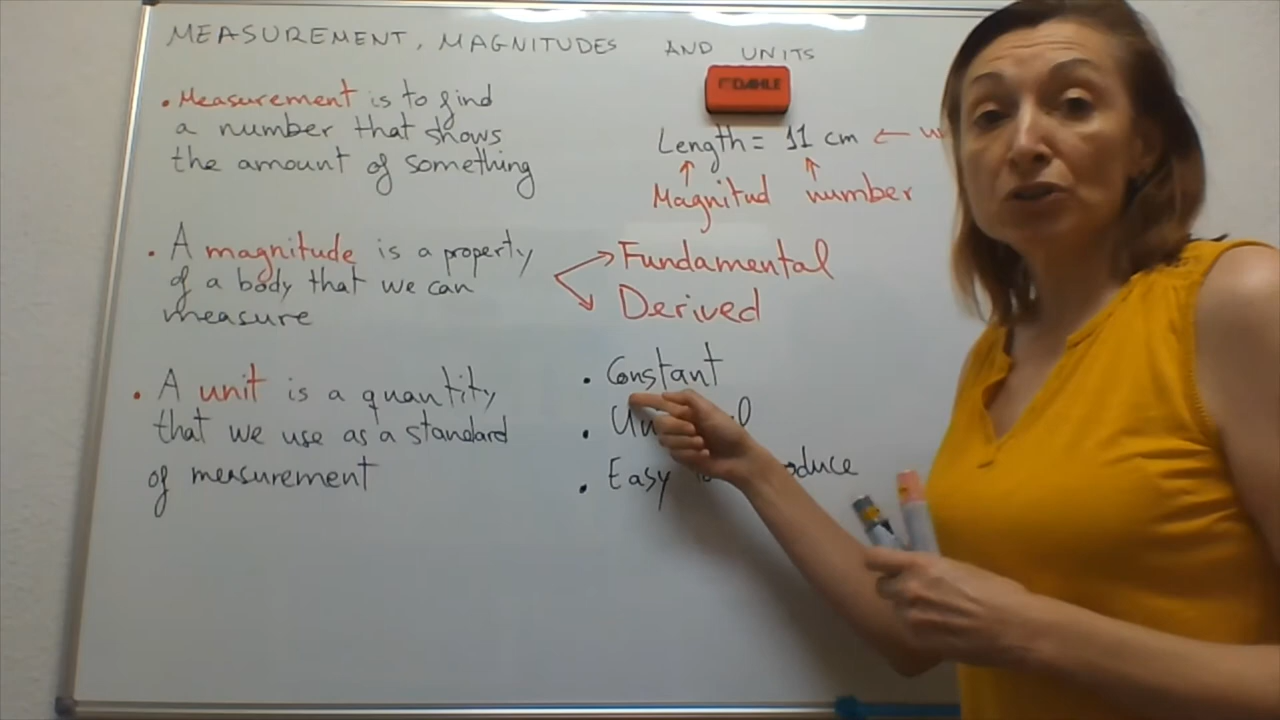 MEASUREMENT, MAGNITUDES AND UNITS
• Measurement is to find
a number that shows
the amount of something
DAHLE
Length = 11 cm ←
Magnitud number
• A magnitude is a property
of a body that we can
measure
Fundamental
Derived
• A unit is a quantity
that we use as a standard
of measurement
• Constant
•
• Easy